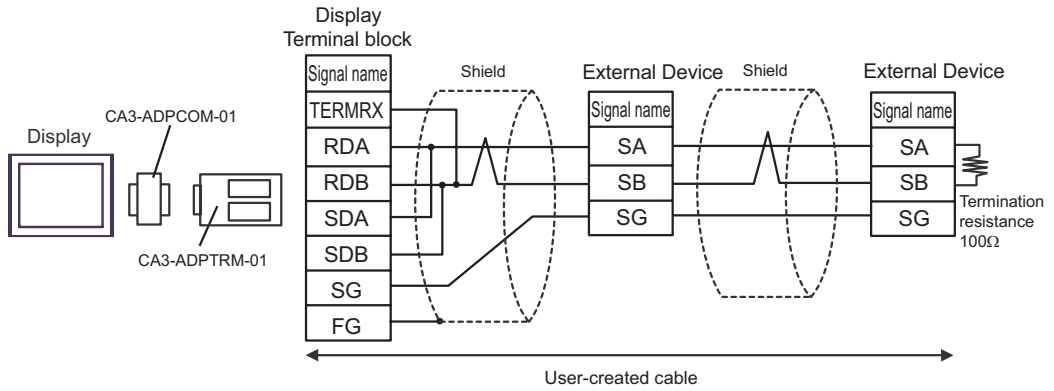 Display
Terminal block
Signal name
TERMRX
RDA
RDB
SDA
SDB
SG
FG
Shield
External Device
Signal name
SA
SB
SG
Shield
External Device
Signal name
SA
SB
SG
Termination
resistance
100Ω
Display
CA3-ADPCOM-01
CA3-ADPTRM-01
User-created cable